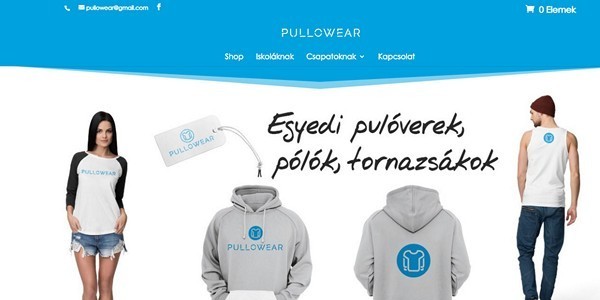 pullowear@gmail.com
0 Elemek
PULLOWEAR
Shop Iskoláknak Csapatoknak Kapcsolat
Egyedi pulóverek,
pólók, tornazsákok
PULLOWEAR
PULLOWEAR
PULLOWEAR